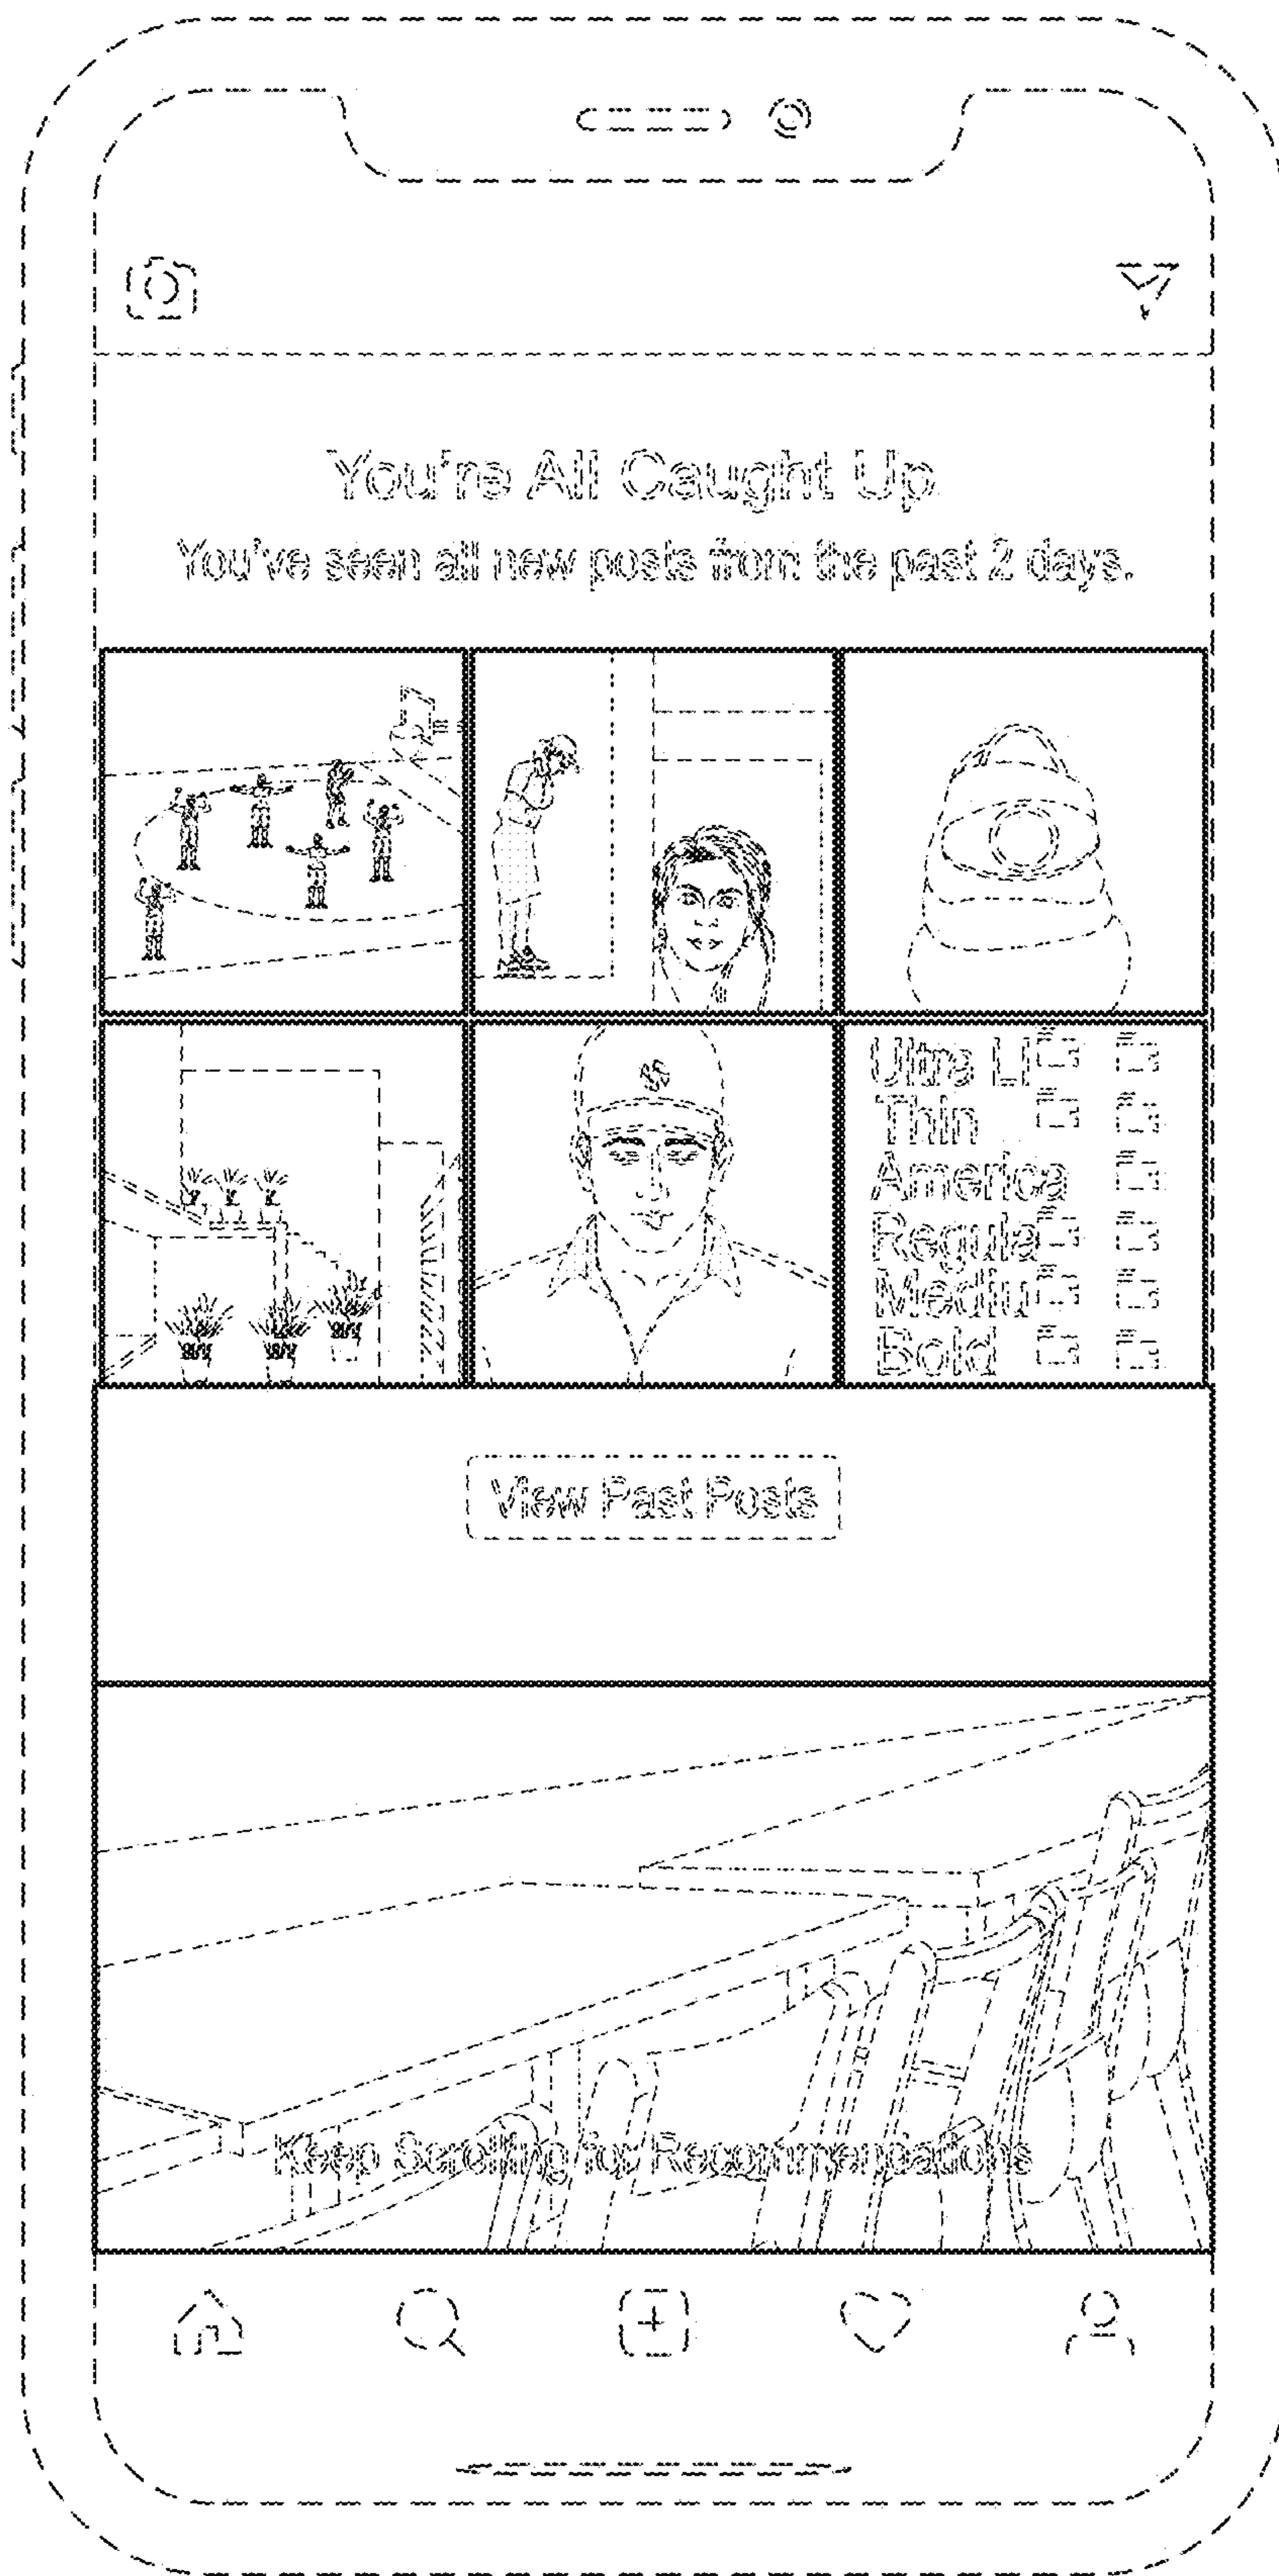 You're All Caught Up
You've seen all new posts from the past 2 days.
Ultra Li
Thin
America
Regula
Mediu
Bold
View Past Posts
Keep Scrolling for Recommendations